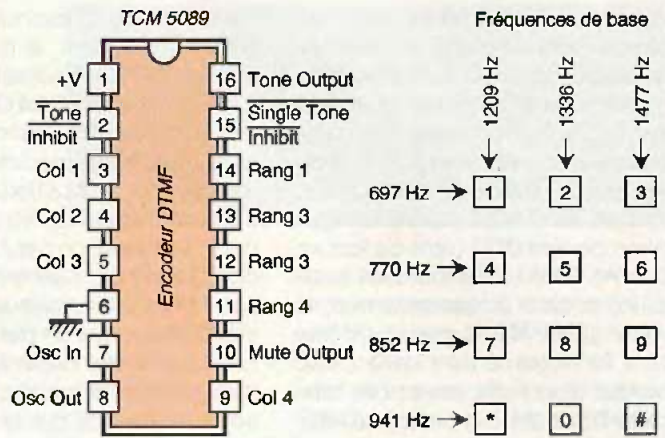 TCM 5089
+V 1
Tone Inhibit 2
Col 1 3
Col 2 4
Col 3 5
6
Osc In 7
Osc Out 8
Encodeur DTMF
16 Tone Output
15 Single Tone Inhibit
14 Rang 1
13 Rang 3
12 Rang 3
11 Rang 4
10 Mute Output
9 Col 4
Fréquences de base
1209 Hz
1336 Hz
1477 Hz
697 Hz 1 2 3
770 Hz 4 5 6
852 Hz 7 8 9
941 Hz * 0 #